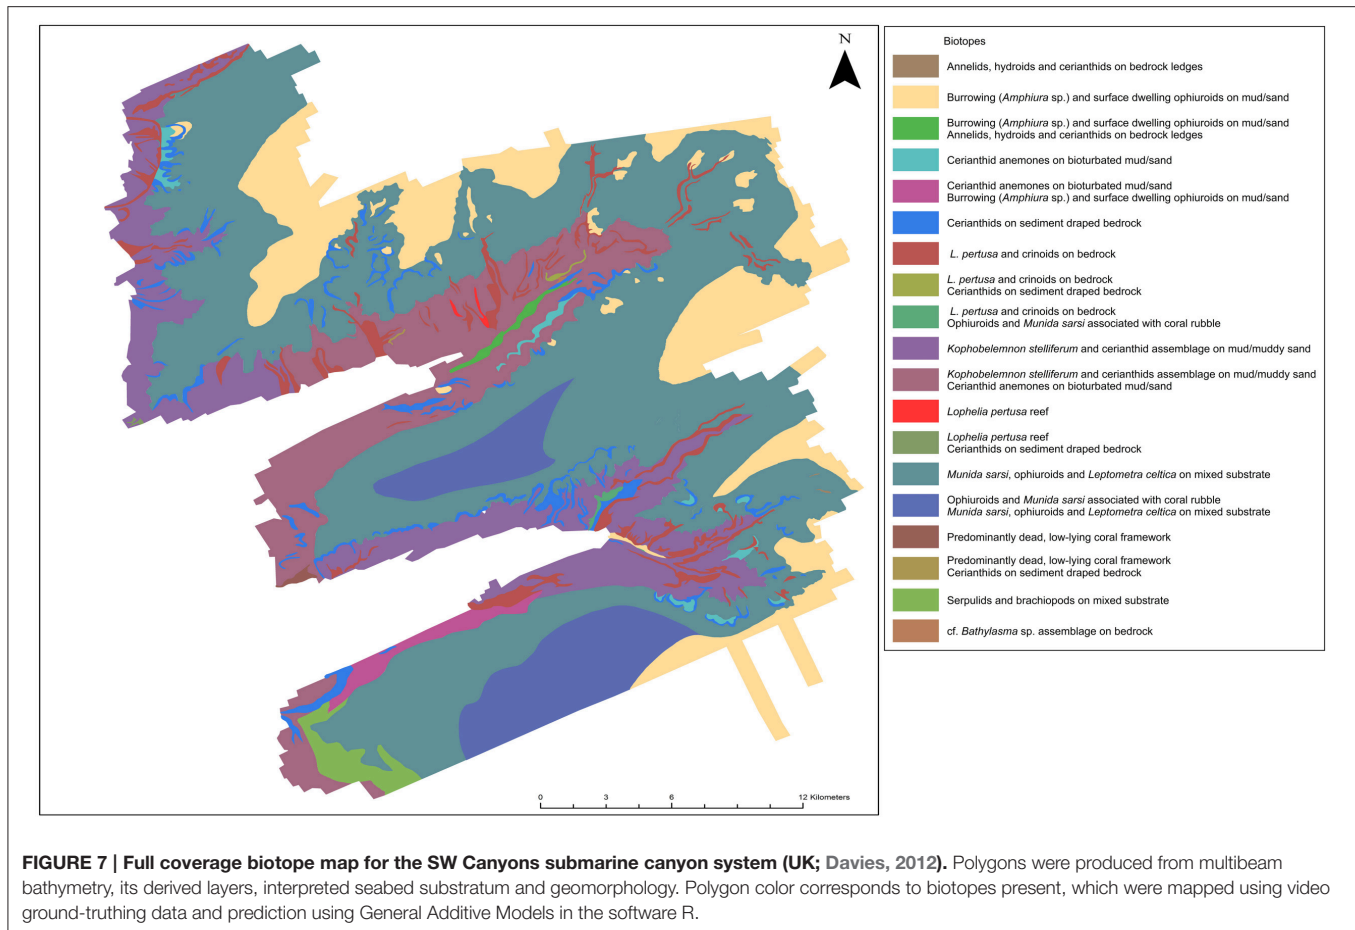 N
Biotopes
Annelids, hydroids and cerianthids on bedrock ledges
Burrowing (Amphiura sp.) and surface dwelling ophiuroids on mud/sand
Burrowing (Amphiura sp.) and surface dwelling ophiuroids on mud/sand
Annelids, hydroids and cerianthids on bedrock ledges
Cerianthid anemones on bioturbated mud/sand
Cerianthid anemones on bioturbated mud/sand
Burrowing (Amphiura sp.) and surface dwelling ophiuroids on mud/sand
Cerianthids on sediment draped bedrock
L. pertusa and crinoids on bedrock
L. pertusa and crinoids on bedrock
Cerianthids on sediment draped bedrock
L. pertusa and crinoids on bedrock
Ophiuroids and Munida sarsi associated with coral rubble
Kophobelemnon stelliferum and cerianthid assemblage on mud/muddy sand
Kophobelemnon stelliferum and cerianthids assemblage on mud/muddy sand
Cerianthid anemones on bioturbated mud/sand
Lophelia pertusa reef
Lophelia pertusa reef
Cerianthids on sediment draped bedrock
Munida sarsi, ophiuroids and Leptometra celtica on mixed substrate
Ophiuroids and Munida sarsi associated with coral rubble
Munida sarsi, ophiuroids and Leptometra celtica on mixed substrate
Predominantly dead, low-lying coral framework
Predominantly dead, low-lying coral framework
Cerianthids on sediment draped bedrock
Serpulids and brachiopods on mixed substrate
cf. Bathylasma sp. assemblage on bedrock
0 3 6 12 Kilometers
FIGURE 7 | Full coverage biotope map for the SW Canyons submarine canyon system (UK; Davies, 2012). Polygons were produced from multibeam
bathymetry, its derived layers, interpreted seabed substratum and geomorphology. Polygon color corresponds to biotopes present, which were mapped using video
ground-truthing data and prediction using General Additive Models in the software R.